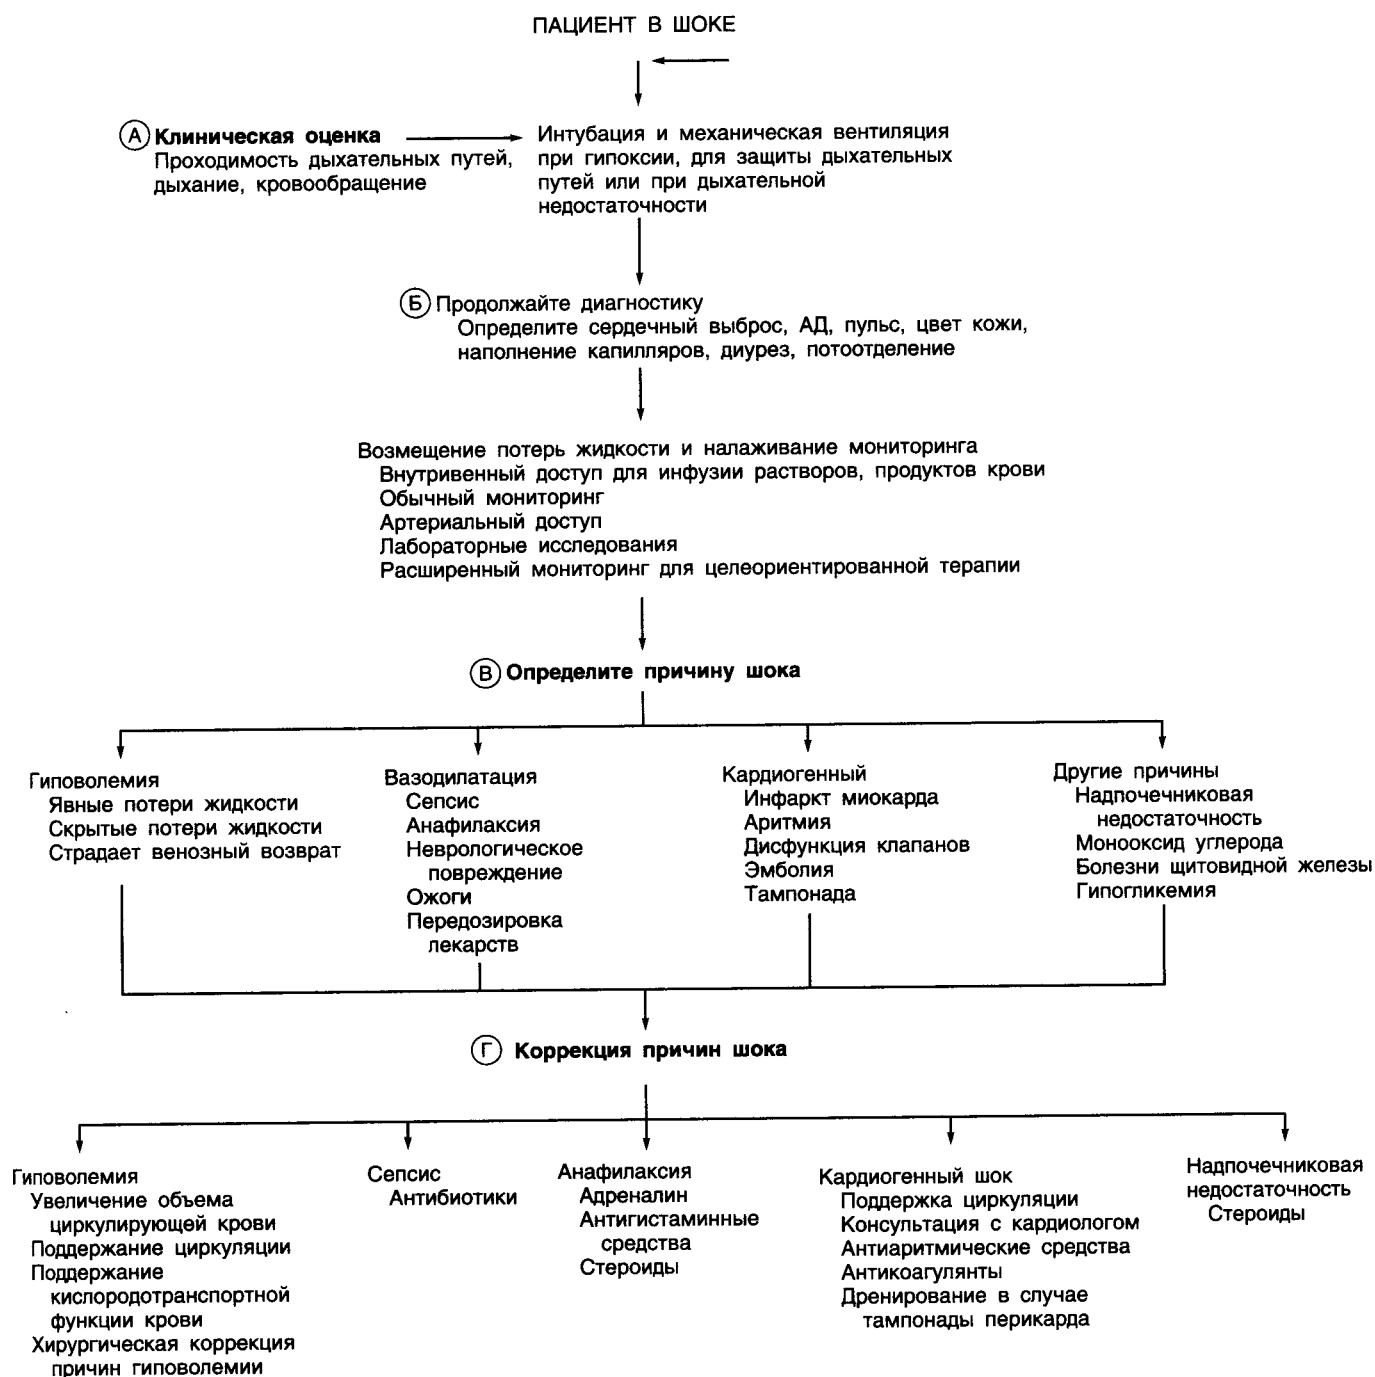 ПАЦИЕНТ В ШОКЕ
А Клиническая оценка
Проходимость дыхательных путей,
дыхание, кровообращение
Интубация и механическая вентиляция
при гипоксии, для защиты дыхательных
путей или при дыхательной
недостаточности
Б Продолжайте диагностику
Определите сердечный выброс, АД, пульс, цвет кожи,
наполнение капилляров, диурез, потоотделение
Возмещение потерь жидкости и налаживание мониторинга
Внутривенный доступ для инфузии растворов, продуктов крови
Обычный мониторинг
Артериальный доступ
Лабораторные исследования
Расширенный мониторинг для целеориентированной терапии
В Определите причину шока
Гиповолемия
Явные потери жидкости
Скрытые потери жидкости
Страдает венозный возврат
Вазодилатация
Сепсис
Анафилаксия
Неврологическое
повреждение
Ожоги
Передозировка
лекарств
Кардиогенный
Инфаркт миокарда
Аритмия
Дисфункция клапанов
Эмболия
Тампонада
Другие причины
Надпочечниковая
недостаточность
Монооксид углерода
Болезни щитовидной железы
Гипогликемия
Г Коррекция причин шока
Гиповолемия
Увеличение объема
циркулирующей крови
Поддержание циркуляции
Поддержание
кислородотранспортной
функции крови
Хирургическая коррекция
причин гиповолемии
Сепсис
Антибиотики
Анафилаксия
Адреналин
Антигистаминные
средства
Стероиды
Кардиогенный шок
Поддержка циркуляции
Консультация с кардиологом
Антиаритмические средства
Антикоагулянты
Дренирование в случае
тампонады перикарда
Надпочечниковая
недостаточность
Стероиды